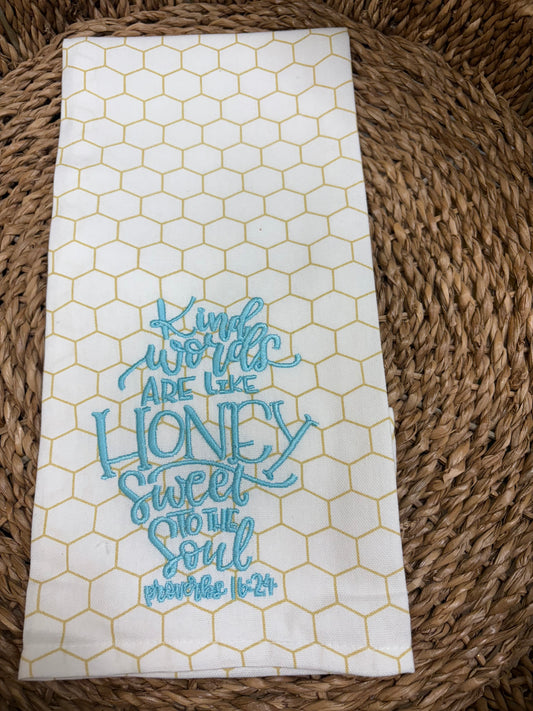 Kind
words
ARE LIKE
HONEY
Sweet
TO THE
Soul
proverbs 16:24